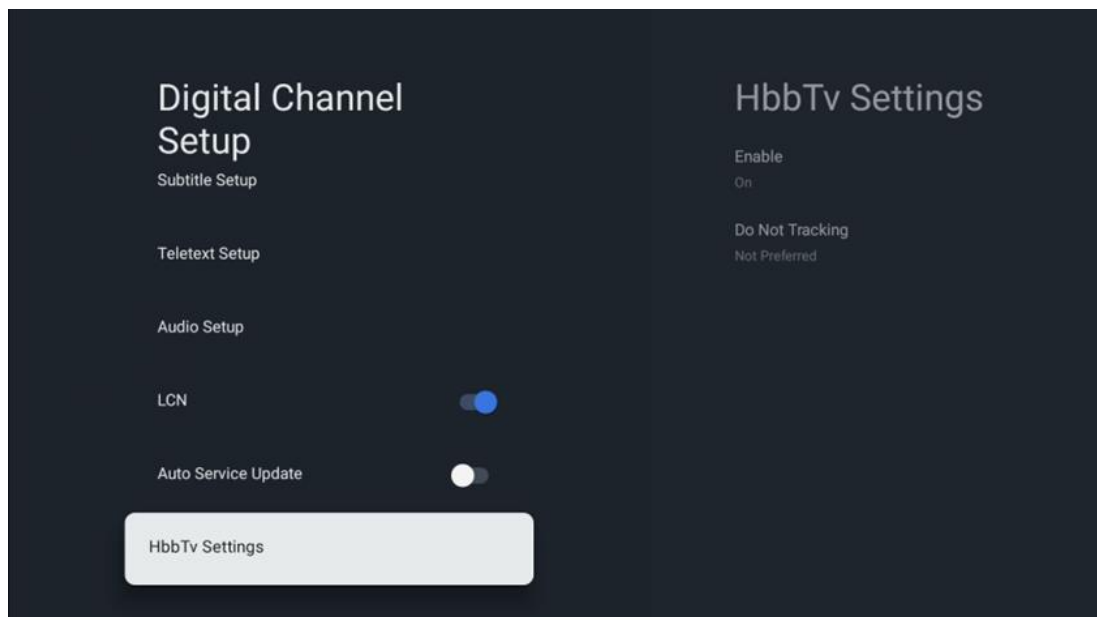 Digital Channel
Setup
Subtitle Setup
Teletext Setup
Audio Setup
LCN
Auto Service Update
HbbTv Settings
HbbTv Settings
Enable
On
Do Not Tracking
Not Preferred